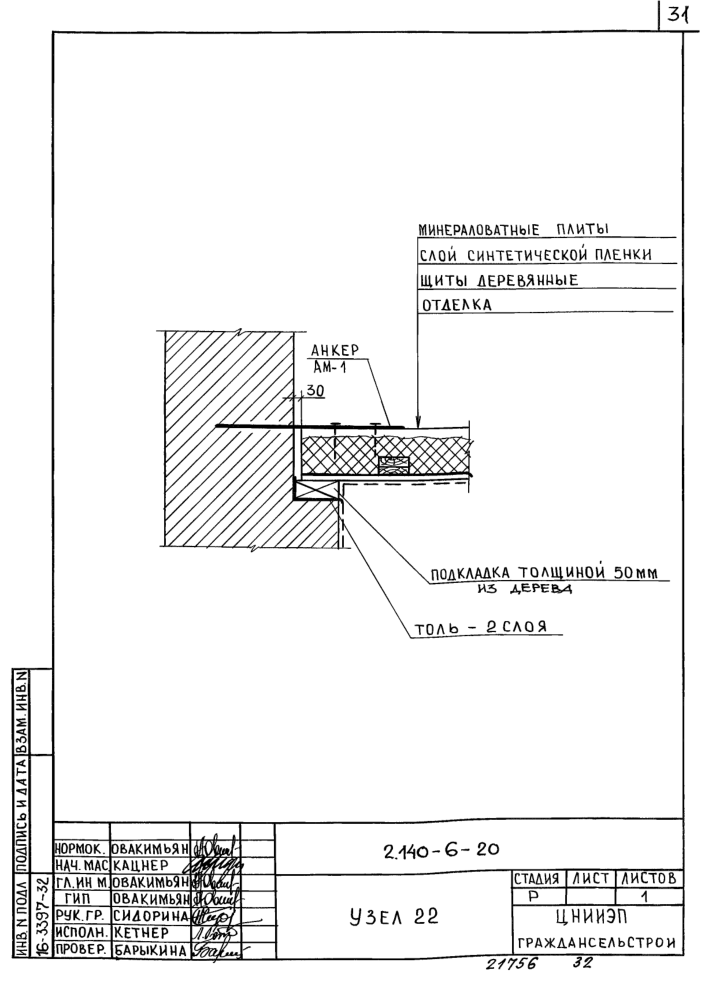 31
МИНЕРАЛОВАТНЫЕ ПЛИТЫ
СЛОЙ СИНТЕТИЧЕСКОЙ ПЛЕНКИ
ЩИТЫ ДЕРЕВЯННЫЕ
ОТДЕЛКА
АНКЕР
АМ-1
30
ПОДКЛАДКА ТОЛЩИНОЙ 50ММ
ИЗ ДЕРЕВА
ТОЛЬ - 2 СЛОЯ
ИНВ. N ПОДЛ ПОДПИСЬ И ДАТА ВЗАМ. ИНВ. N
16-3397-32
НОРМОК. ОВАКИМЬЯН
НАЧ. МАС КАЦНЕР
ГЛ.ИН М. ОВАКИМЬЯН
ГИП ОВАКИМЬЯН
РУК.ГР. СИДОРИНА
ИСПОЛН. КЕТНЕР
ПРОВЕР. БАРЫКИНА
2.140-6-20
УЗЕЛ 22
СТАДИЯ ЛИСТ ЛИСТОВ
Р 1
ЦНИИЭП
ГРАЖДАНСЕЛЬСТРОЙ
21756 32